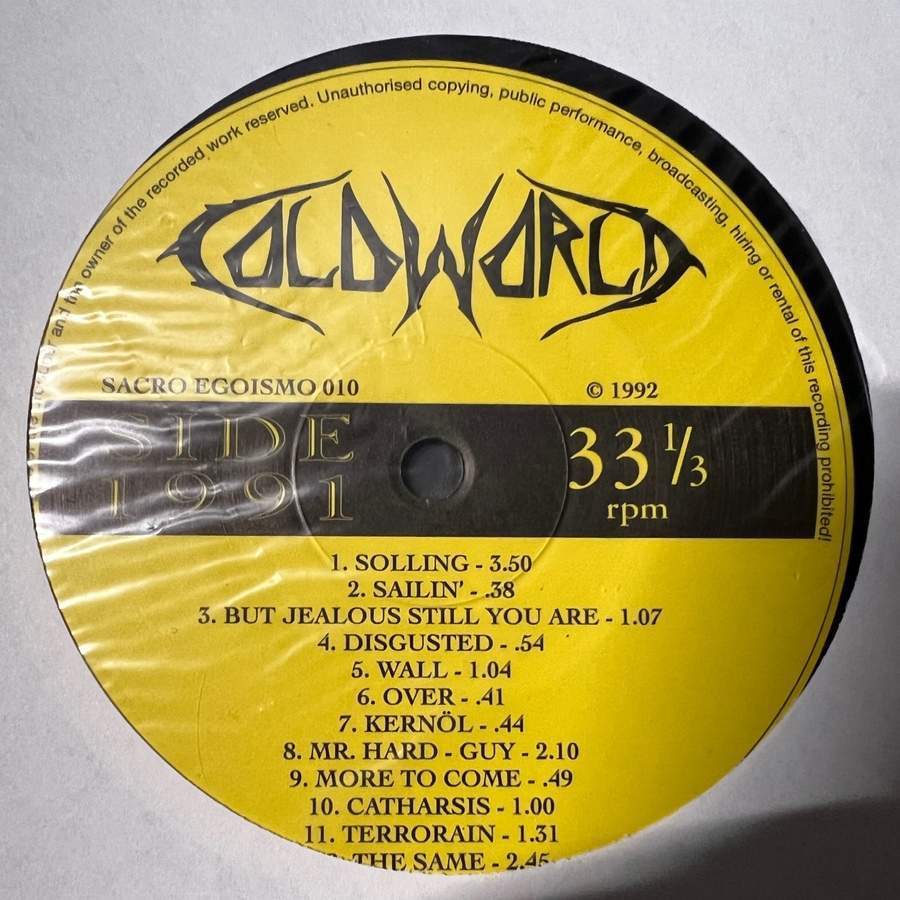 and the owner of the recorded work reserved. Unauthorised copying, public performance, broadcasting, hiring or rental of this recording prohibited!
COLDWORLD
SACRO EGOISMO 010
© 1992
SIDE
1991
33 1/3
rpm
1. SOLLING - 3.50
2. SAILIN' - .38
3. BUT JEALOUS STILL YOU ARE - 1.07
4. DISGUSTED - .54
5. WALL - 1.04
6. OVER - .41
7. KERNÖL - .44
8. MR. HARD - GUY - 2.10
9. MORE TO COME - .49
10. CATHARSIS - 1.00
11. TERRORAIN - 1.31
THE SAME - 2.45